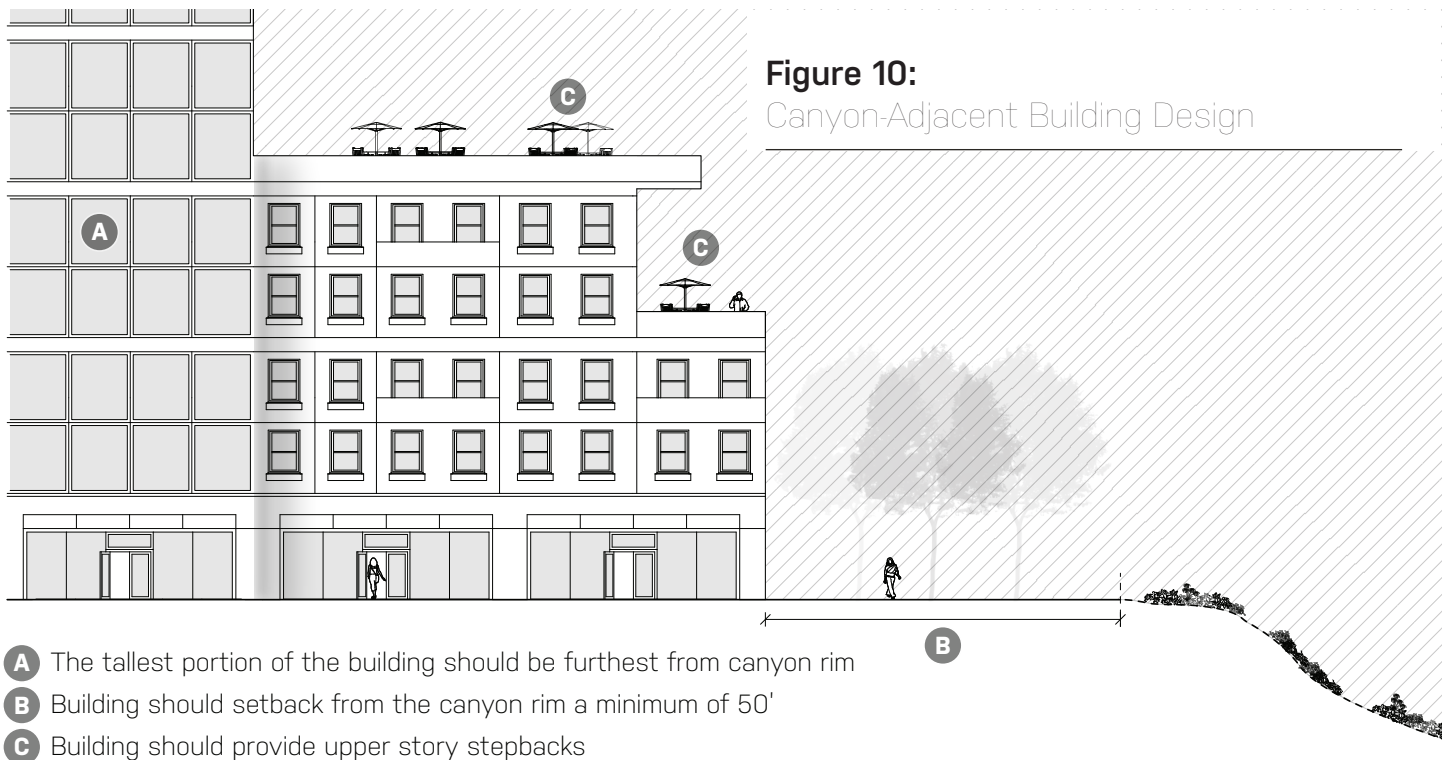 C
Figure 10:
Canyon-Adjacent Building Design
A
C
B
A The tallest portion of the building should be furthest from canyon rim
B Building should setback from the canyon rim a minimum of 50'
C Building should provide upper story stepbacks